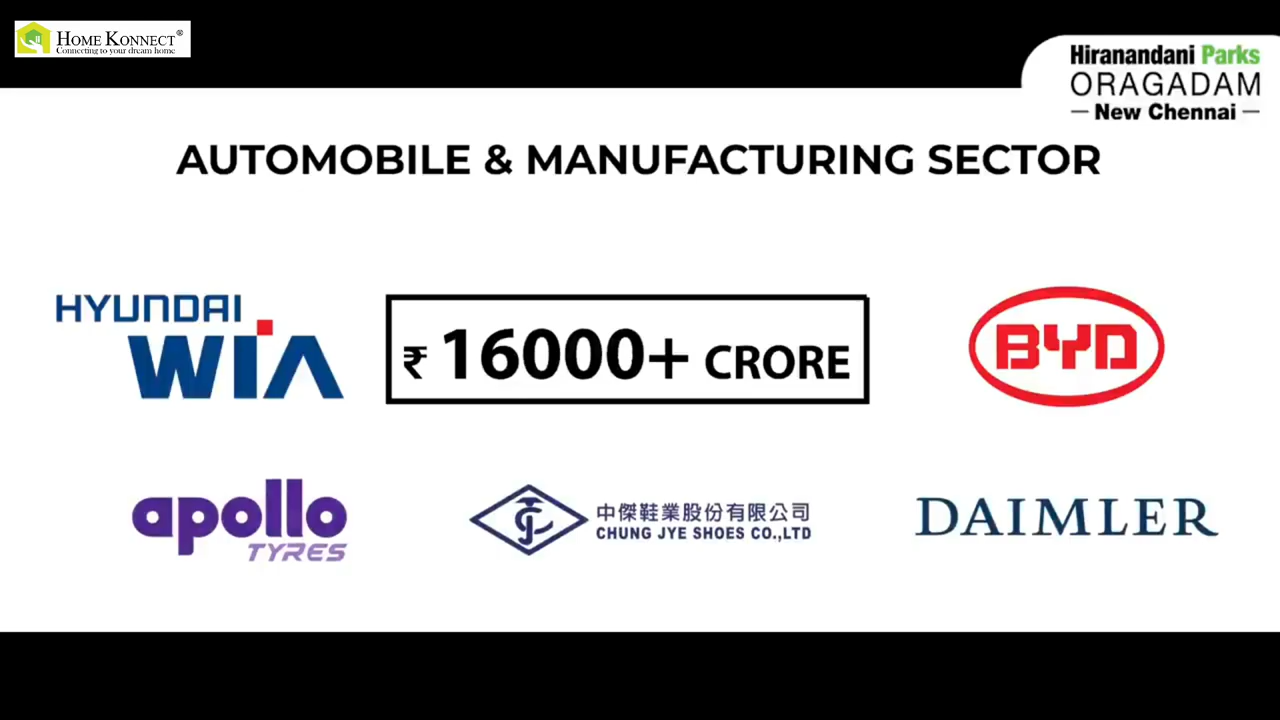 HOME KONNECT®
Connecting to your dream home
Hiranandani Parks
ORAGADAM
— New Chennai —
AUTOMOBILE & MANUFACTURING SECTOR
HYUNDAI
WIA
₹ 16000+ CRORE
BYD
apollo
TYRES
中傑鞋業股份有限公司
CHUNG JYE SHOES CO.,LTD
DAIMLER